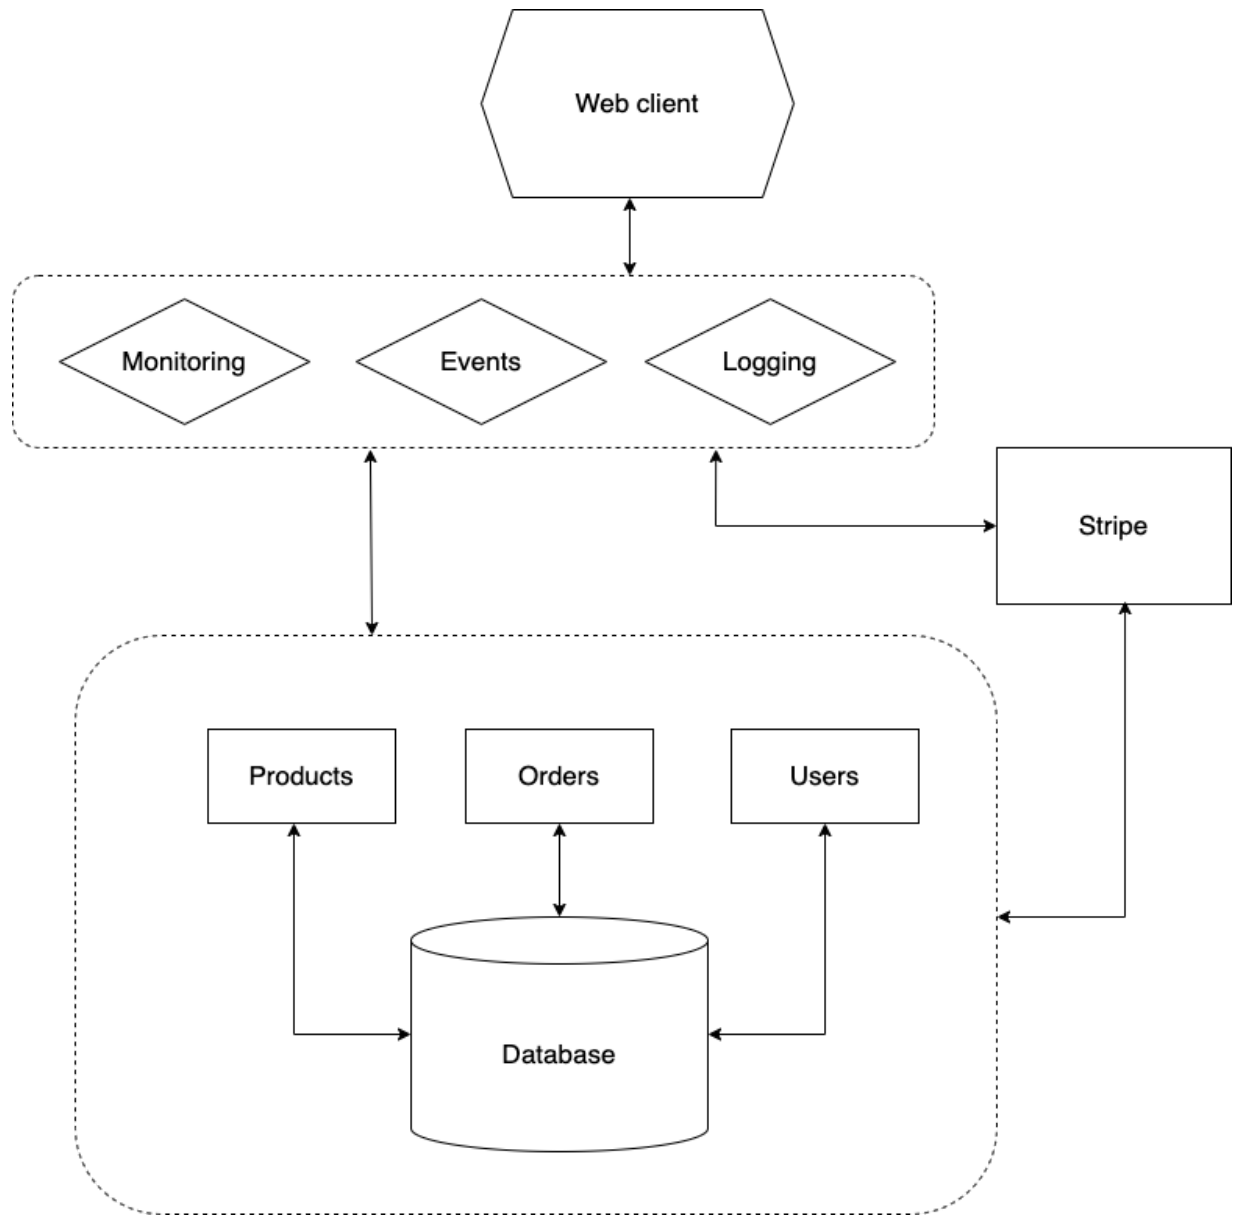 Web client
Monitoring
Events
Logging
Stripe
Products
Orders
Users
Database